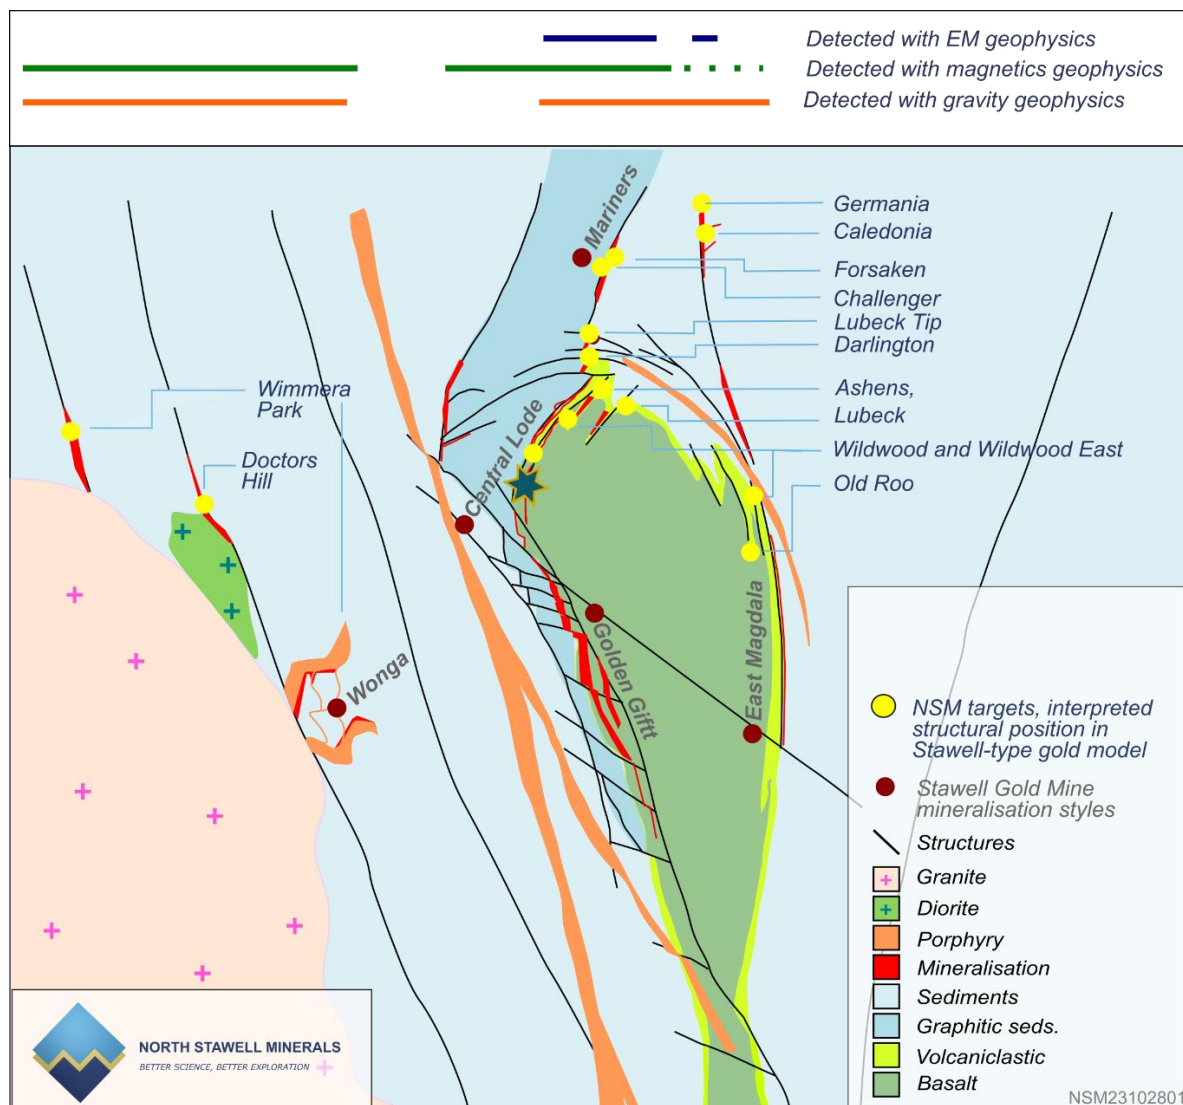 Detected with EM geophysics
Detected with magnetics geophysics
Detected with gravity geophysics
Mariners
Germania
Caledonia
Forsaken
Challenger
Lubeck Tip
Darlington
Ashens,
Lubeck
Wildwood and Wildwood East
Old Roo
Wimmera
Park
Doctors
Hill
Central Lode
Wonga
Golden Giftt
East Magdala
NSM targets, interpreted
structural position in
Stawell-type gold model
Stawell Gold Mine
mineralisation styles
Structures
Granite
Diorite
Porphyry
Mineralisation
Sediments
Graphitic seds.
Volcaniclastic
Basalt
NORTH STAWELL MINERALS
BETTER SCIENCE, BETTER EXPLORATION
NSM23102801